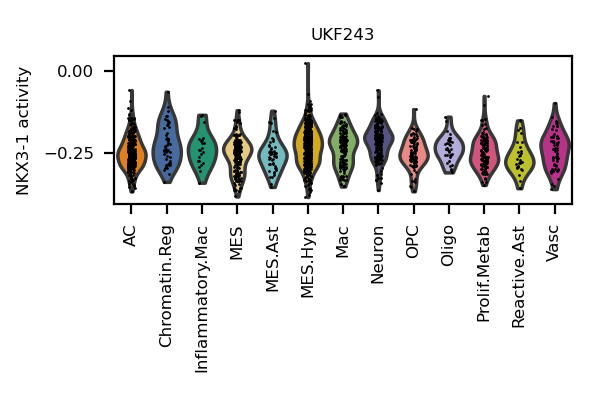 UKF243
NKX3-1 activity
0.00
−0.25
AC
Chromatin.Reg
Inflammatory.Mac
MES
MES.Ast
MES.Hyp
Mac
Neuron
OPC
Oligo
Prolif.Metab
Reactive.Ast
Vasc